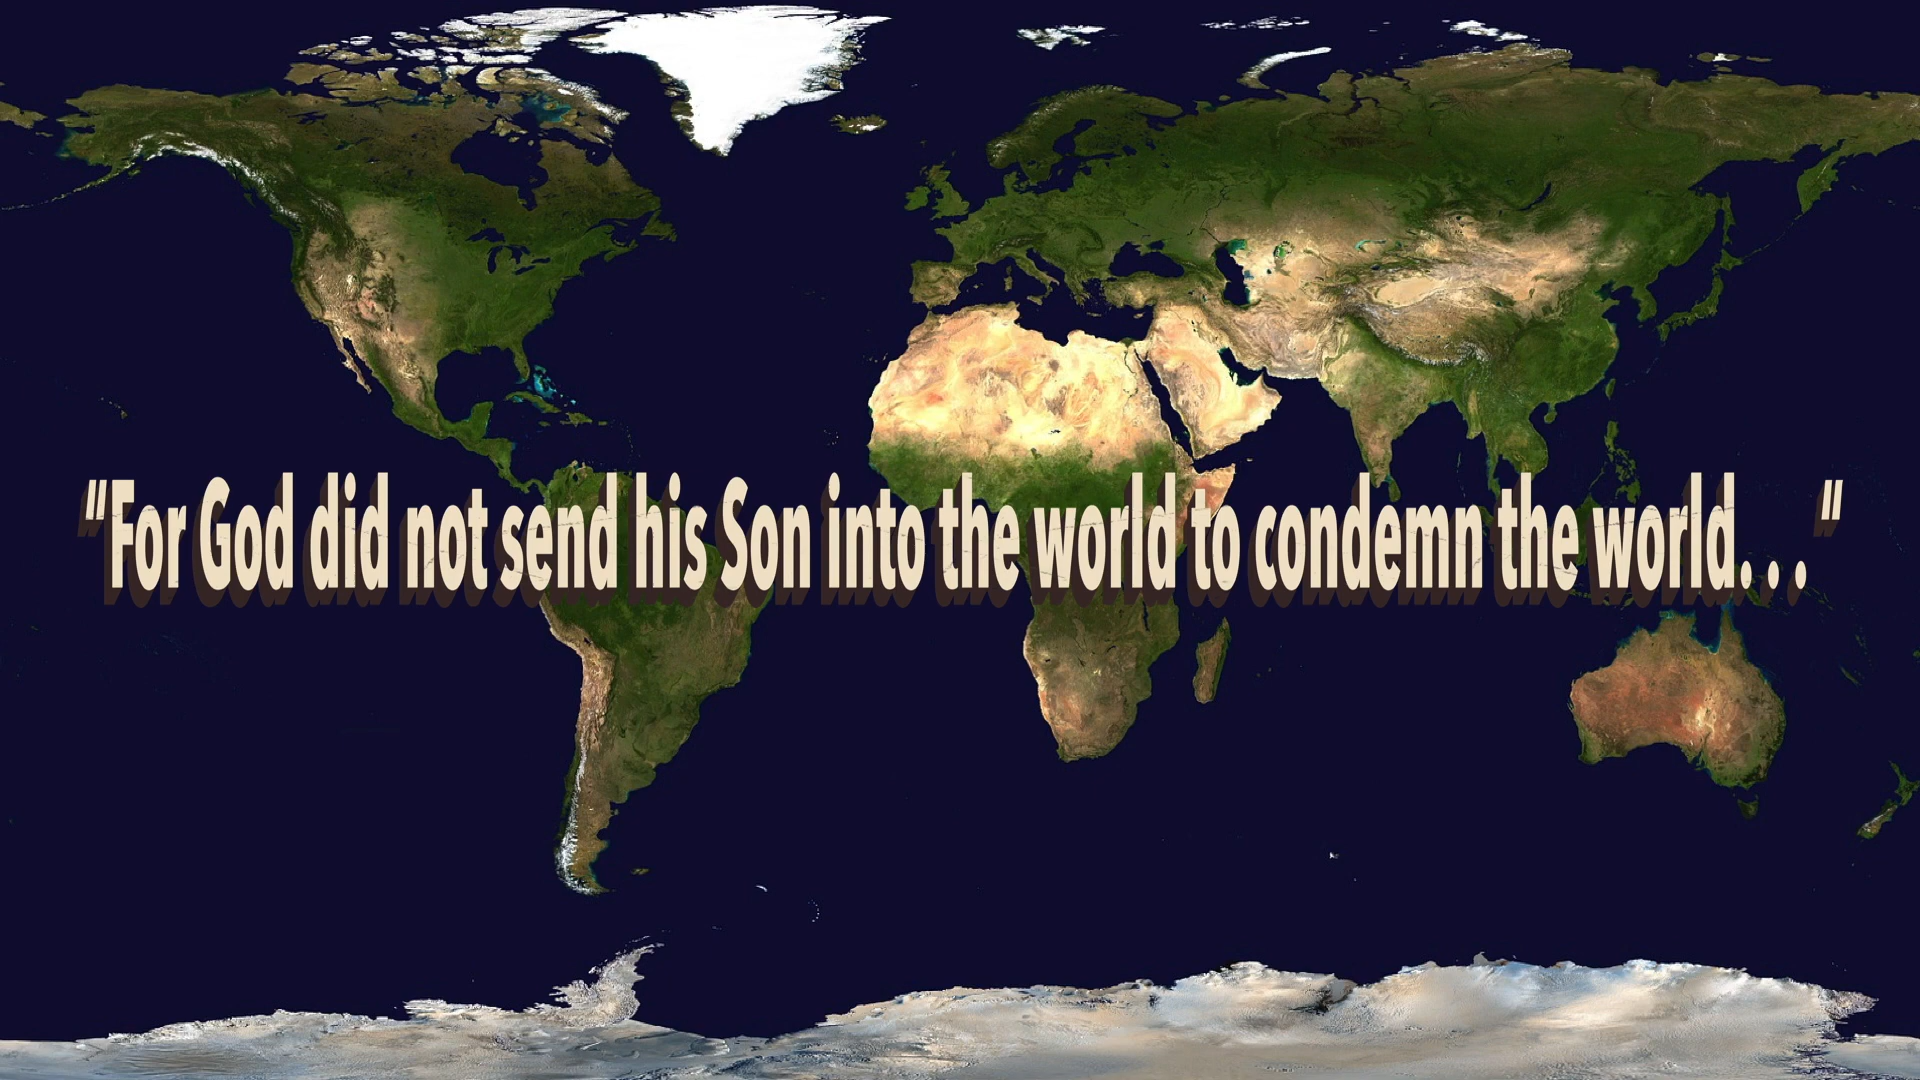 "For God did not send his Son into the world to condemn the world. . . "